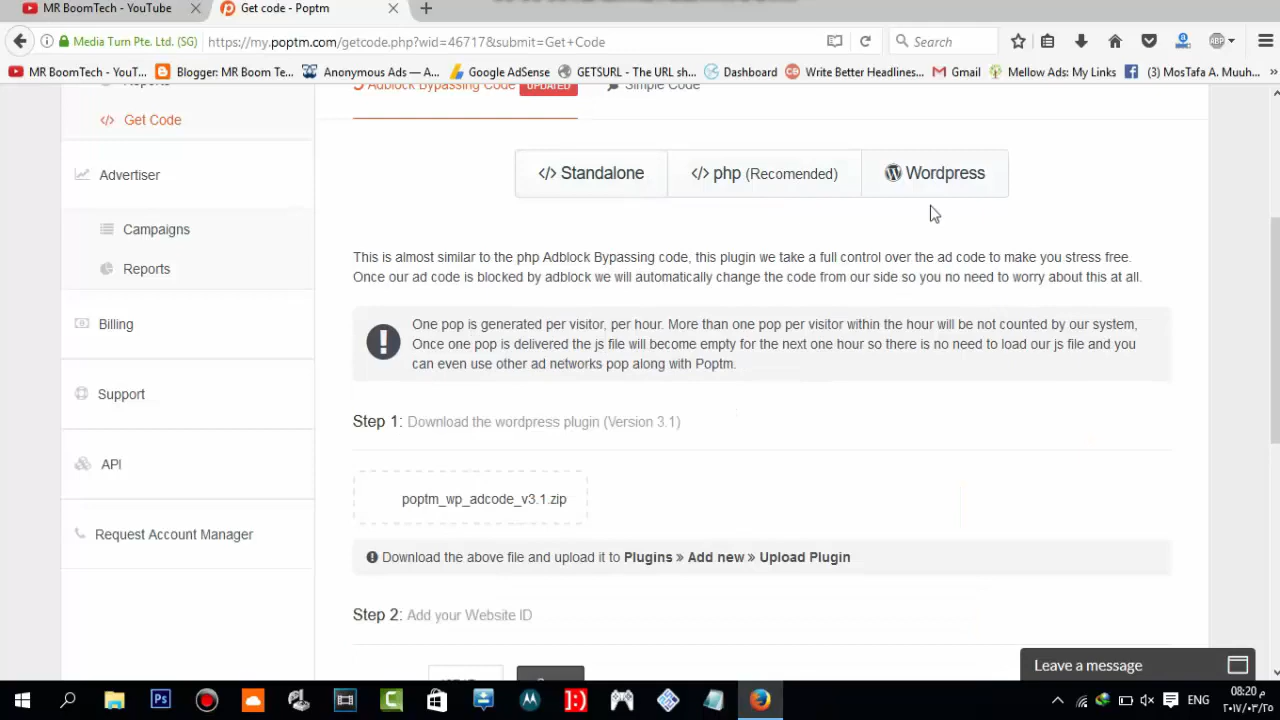 MR BoomTech - YouTube
Get code - Poptm
Media Turn Pte. Ltd. (SG)
https://my.poptm.com/getcode.php?wid=46717&submit=Get+Code
Search
MR BoomTech - YouT...
Blogger: MR Boom Te...
Anonymous Ads — A...
Google AdSense
GETSURL - The URL sh...
Dashboard
Write Better Headlines...
Gmail
Mellow Ads: My Links
(3) MosTafa A. Muuh...
Reports
Adblock Bypassing Code UPDATED
Simple Code
Get Code
Advertiser
Campaigns
Reports
Billing
Support
API
Request Account Manager
</> Standalone
</> php (Recomended)
Wordpress
This is almost similar to the php Adblock Bypassing code, this plugin we take a full control over the ad code to make you stress free.
Once our ad code is blocked by adblock we will automatically change the code from our side so you no need to worry about this at all.
One pop is generated per visitor, per hour. More than one pop per visitor within the hour will be not counted by our system,
Once one pop is delivered the js file will become empty for the next one hour so there is no need to load our js file and you
can even use other ad networks pop along with Poptm.
Step 1: Download the wordpress plugin (Version 3.1)
poptm_wp_adcode_v3.1.zip
Download the above file and upload it to Plugins » Add new » Upload Plugin
Step 2: Add your Website ID
Leave a message
ENG
08:20 م
٢٠١٧/٠٣/٢٥